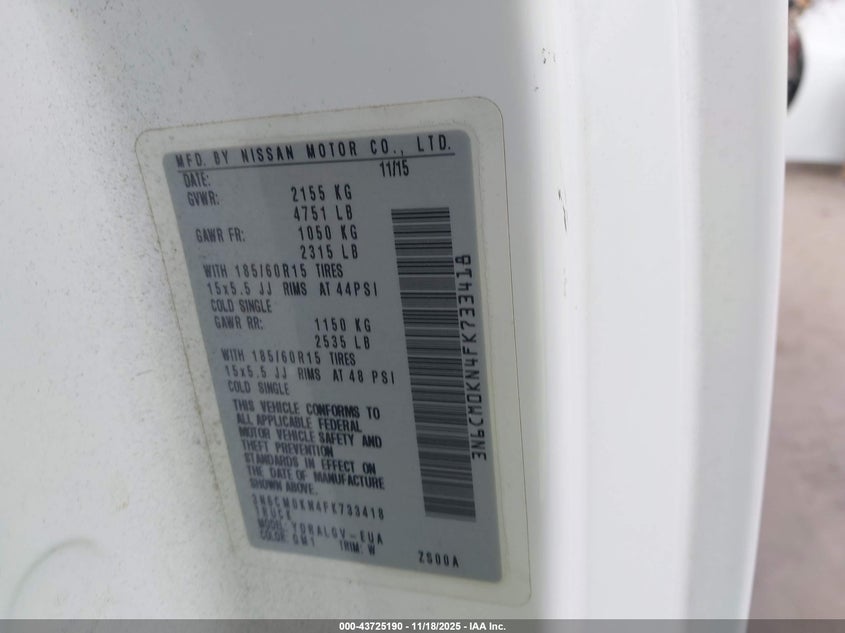 MFD. BY NISSAN MOTOR CO., LTD.
DATE: 11/15
GVWR: 2155 KG
4751 LB
GAWR FR: 1050 KG
2315 LB
WITH 185/60R15 TIRES
15x5.5 JJ RIMS AT 44PSI
COLD SINGLE
GAWR RR: 1150 KG
2535 LB
WITH 185/60R15 TIRES
15x5.5 JJ RIMS AT 48 PSI
COLD SINGLE
THIS VEHICLE CONFORMS TO
ALL APPLICABLE FEDERAL
MOTOR VEHICLE SAFETY AND
THEFT PREVENTION
STANDARDS IN EFFECT ON
THE DATE OF MANUFACTURE
SHOWN ABOVE.
3N6CM0KN4FK733418
TRUCK
MODEL: YDRALGV-EUA
COLOR: QM1 TRIM: W
ZS00A
3N6CM0KN4FK733418
000-43725190 - 11/18/2025 - IAA Inc.